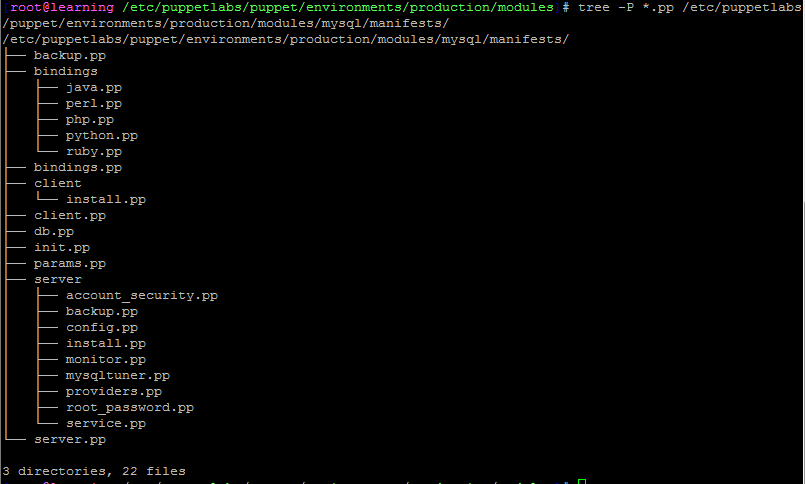 root@learning /etc/puppetlabs/puppet/environments/production/modules # tree -P *.pp /etc/puppetlabs
/puppet/environments/production/modules/mysql/manifests/
/etc/puppetlabs/puppet/environments/production/modules/mysql/manifests/
├── backup.pp
├── bindings
│   ├── java.pp
│   ├── perl.pp
│   ├── php.pp
│   ├── python.pp
│   └── ruby.pp
├── bindings.pp
├── client
│   └── install.pp
├── client.pp
├── db.pp
├── init.pp
├── params.pp
├── server
│   ├── account_security.pp
│   ├── backup.pp
│   ├── config.pp
│   ├── install.pp
│   ├── monitor.pp
│   ├── mysqltuner.pp
│   ├── providers.pp
│   ├── root_password.pp
│   └── service.pp
└── server.pp
3 directories, 22 files